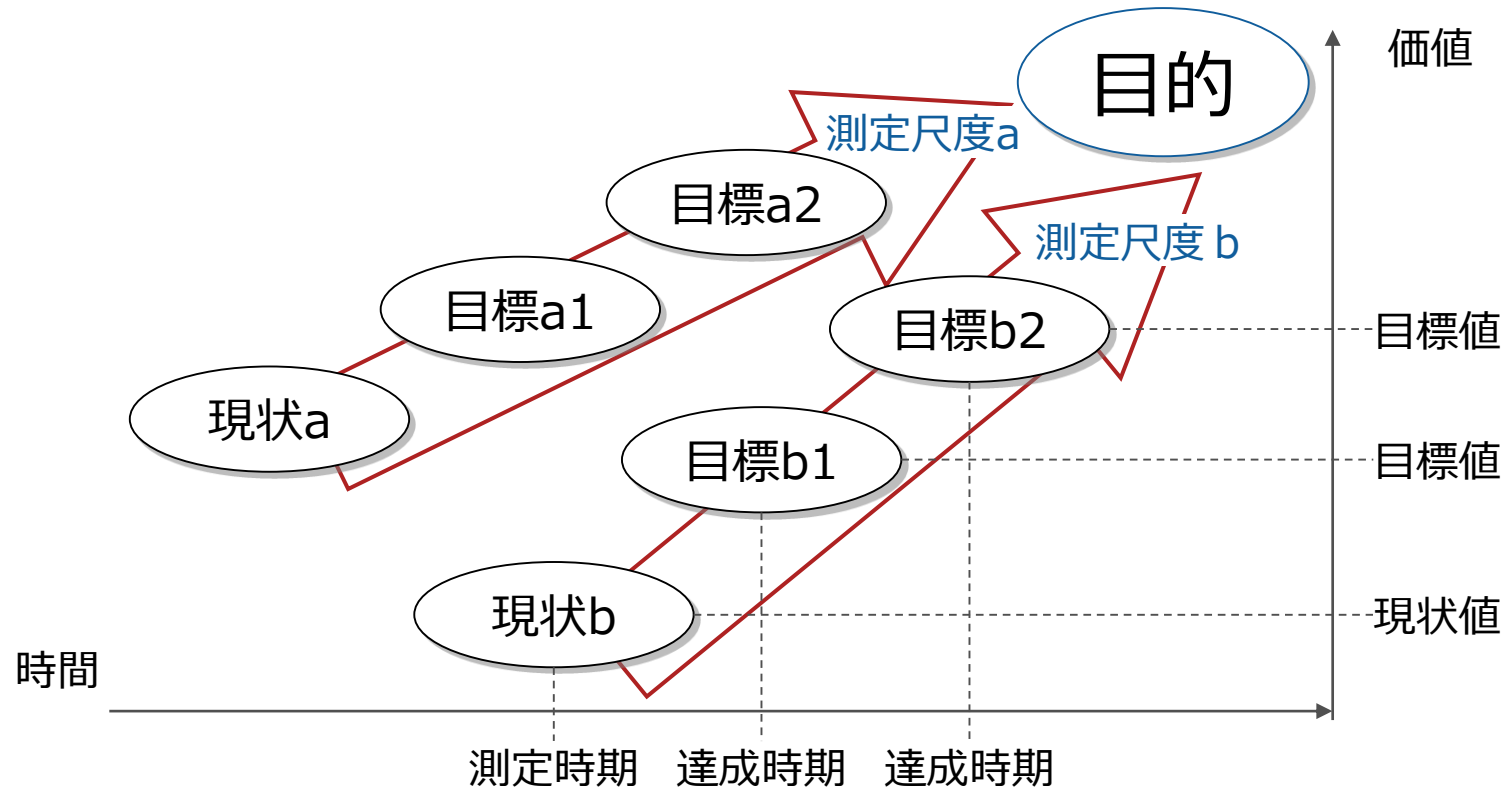 価値
目的
測定尺度a
目標a2
測定尺度 b
目標a1
目標b2
目標値
現状a
目標b1
目標値
現状b
現状値
時間
測定時期
達成時期
達成時期